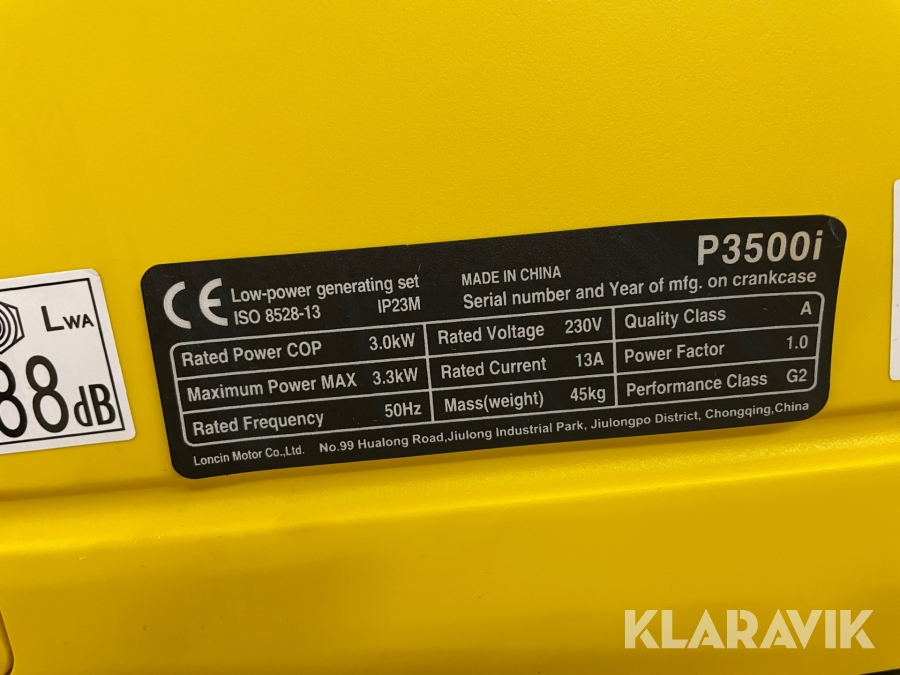 P3500i
CE Low-power generating set
ISO 8528-13 IP23M
MADE IN CHINA
Serial number and Year of mfg. on crankcase
Rated Power COP 3.0kW
Maximum Power MAX 3.3kW
Rated Frequency 50Hz
Rated Voltage 230V
Rated Current 13A
Mass(weight) 45kg
Quality Class A
Power Factor 1.0
Performance Class G2
Loncin Motor Co.,Ltd. No.99 Hualong Road,Jiulong Industrial Park, Jiulongpo District, Chongqing,China
LWA
88dB
KLARAVIK